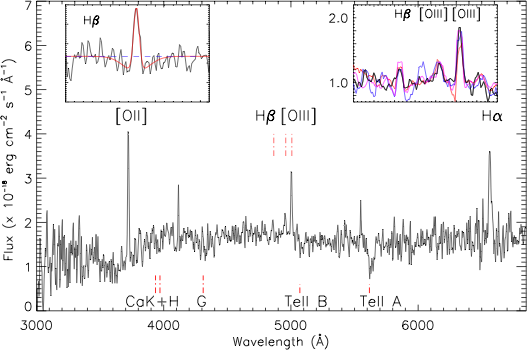 Hβ
Hβ [OIII] [OIII]
2.0
1.0
[OII]
Hβ [OIII]
Hα
7
6
5
4
3
2
1
0
Flux (x 10⁻¹⁸ erg cm⁻² s⁻¹ Å⁻¹)
CaK+H
G
Tell B
Tell A
3000
4000
5000
6000
Wavelength (Å)